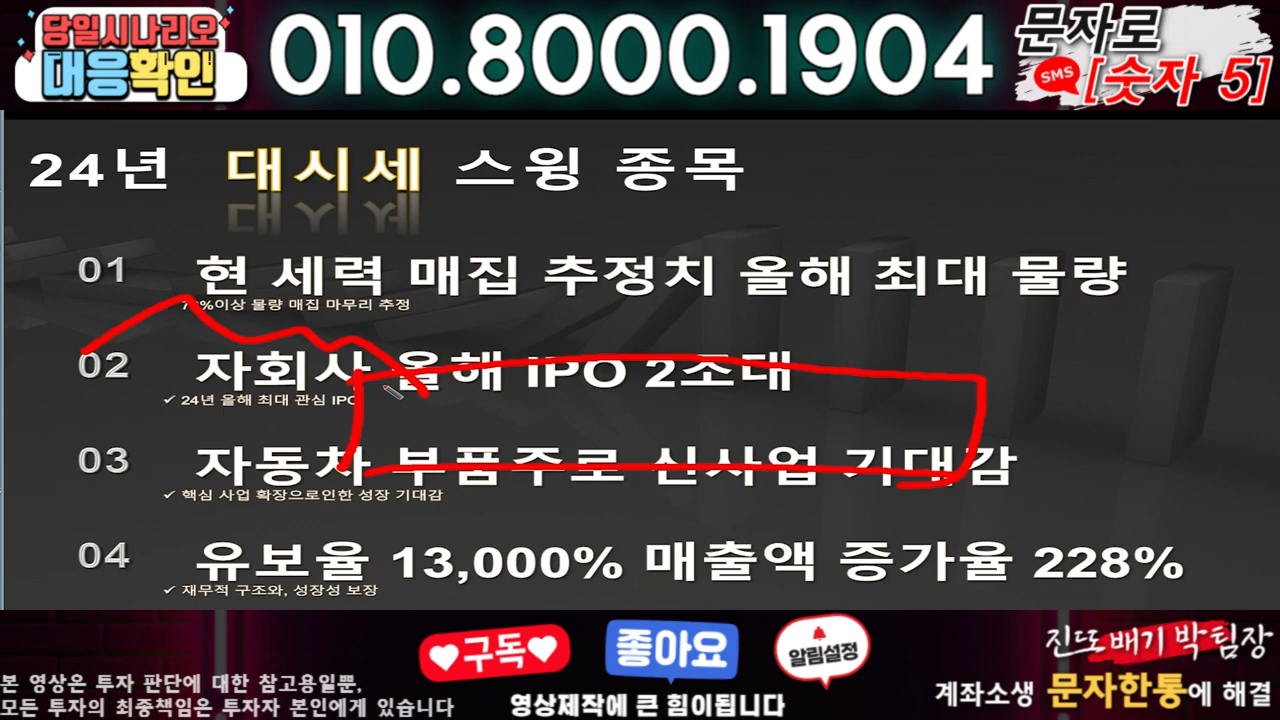 당일시나리오
대응확인
010.8000.1904
문자로
SMS
[숫자 5]
24년 대시세 스윙 종목
01 현 세력 매집 추정치 올해 최대 물량
%이상 물량 매집 마무리 추정
02 자회사 올해 IPO 2조대
✓ 24년 올해 최대 관심 IPO
03 자동차 부품주로 신사업 기대감
✓ 핵심 사업 확장으로인한 성장 기대감
04 유보율 13,000% 매출액 증가율 228%
✓ 재무적 구조와, 성장성 보장
구독
좋아요
알림설정
영상제작에 큰 힘이됩니다
본 영상은 투자 판단에 대한 참고용일뿐,
모든 투자의 최종책임은 투자자 본인에게 있습니다
진또배기 박팀장
계좌소생 문자한통에 해결